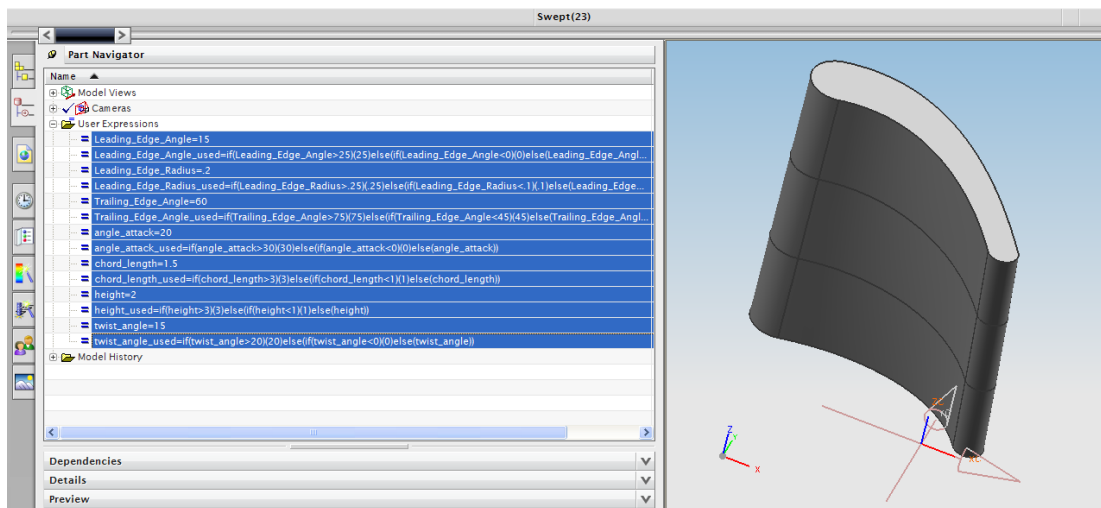 Swept(23)
Part Navigator
Name
Model Views
Cameras
User Expressions
Leading_Edge_Angle=15
Leading_Edge_Angle_used=if(Leading_Edge_Angle>25)(25)else(if(Leading_Edge_Angle<0)(0)else(Leading_Edge_Angl...
Leading_Edge_Radius=.2
Leading_Edge_Radius_used=if(Leading_Edge_Radius>.25)(.25)else(if(Leading_Edge_Radius<.1)(.1)else(Leading_Edge...
Trailing_Edge_Angle=60
Trailing_Edge_Angle_used=if(Trailing_Edge_Angle>75)(75)else(if(Trailing_Edge_Angle<45)(45)else(Trailing_Edge_Angl...
angle_attack=20
angle_attack_used=if(angle_attack>30)(30)else(if(angle_attack<0)(0)else(angle_attack))
chord_length=1.5
chord_length_used=if(chord_length>3)(3)else(if(chord_length<1)(1)else(chord_length))
height=2
height_used=if(height>3)(3)else(if(height<1)(1)else(height))
twist_angle=15
twist_angle_used=if(twist_angle>20)(20)else(if(twist_angle<0)(0)else(twist_angle))
Model History
Dependencies
Details
Preview
Z
Y
X
XC